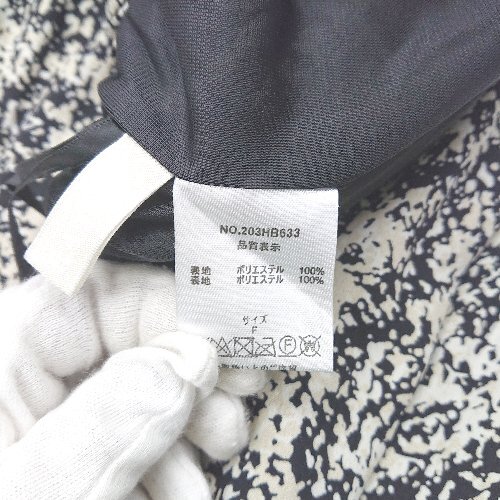 NO.203HB633
品質表示
表地 ポリエステル 100%
裏地 ポリエステル 100%
サイズ
F